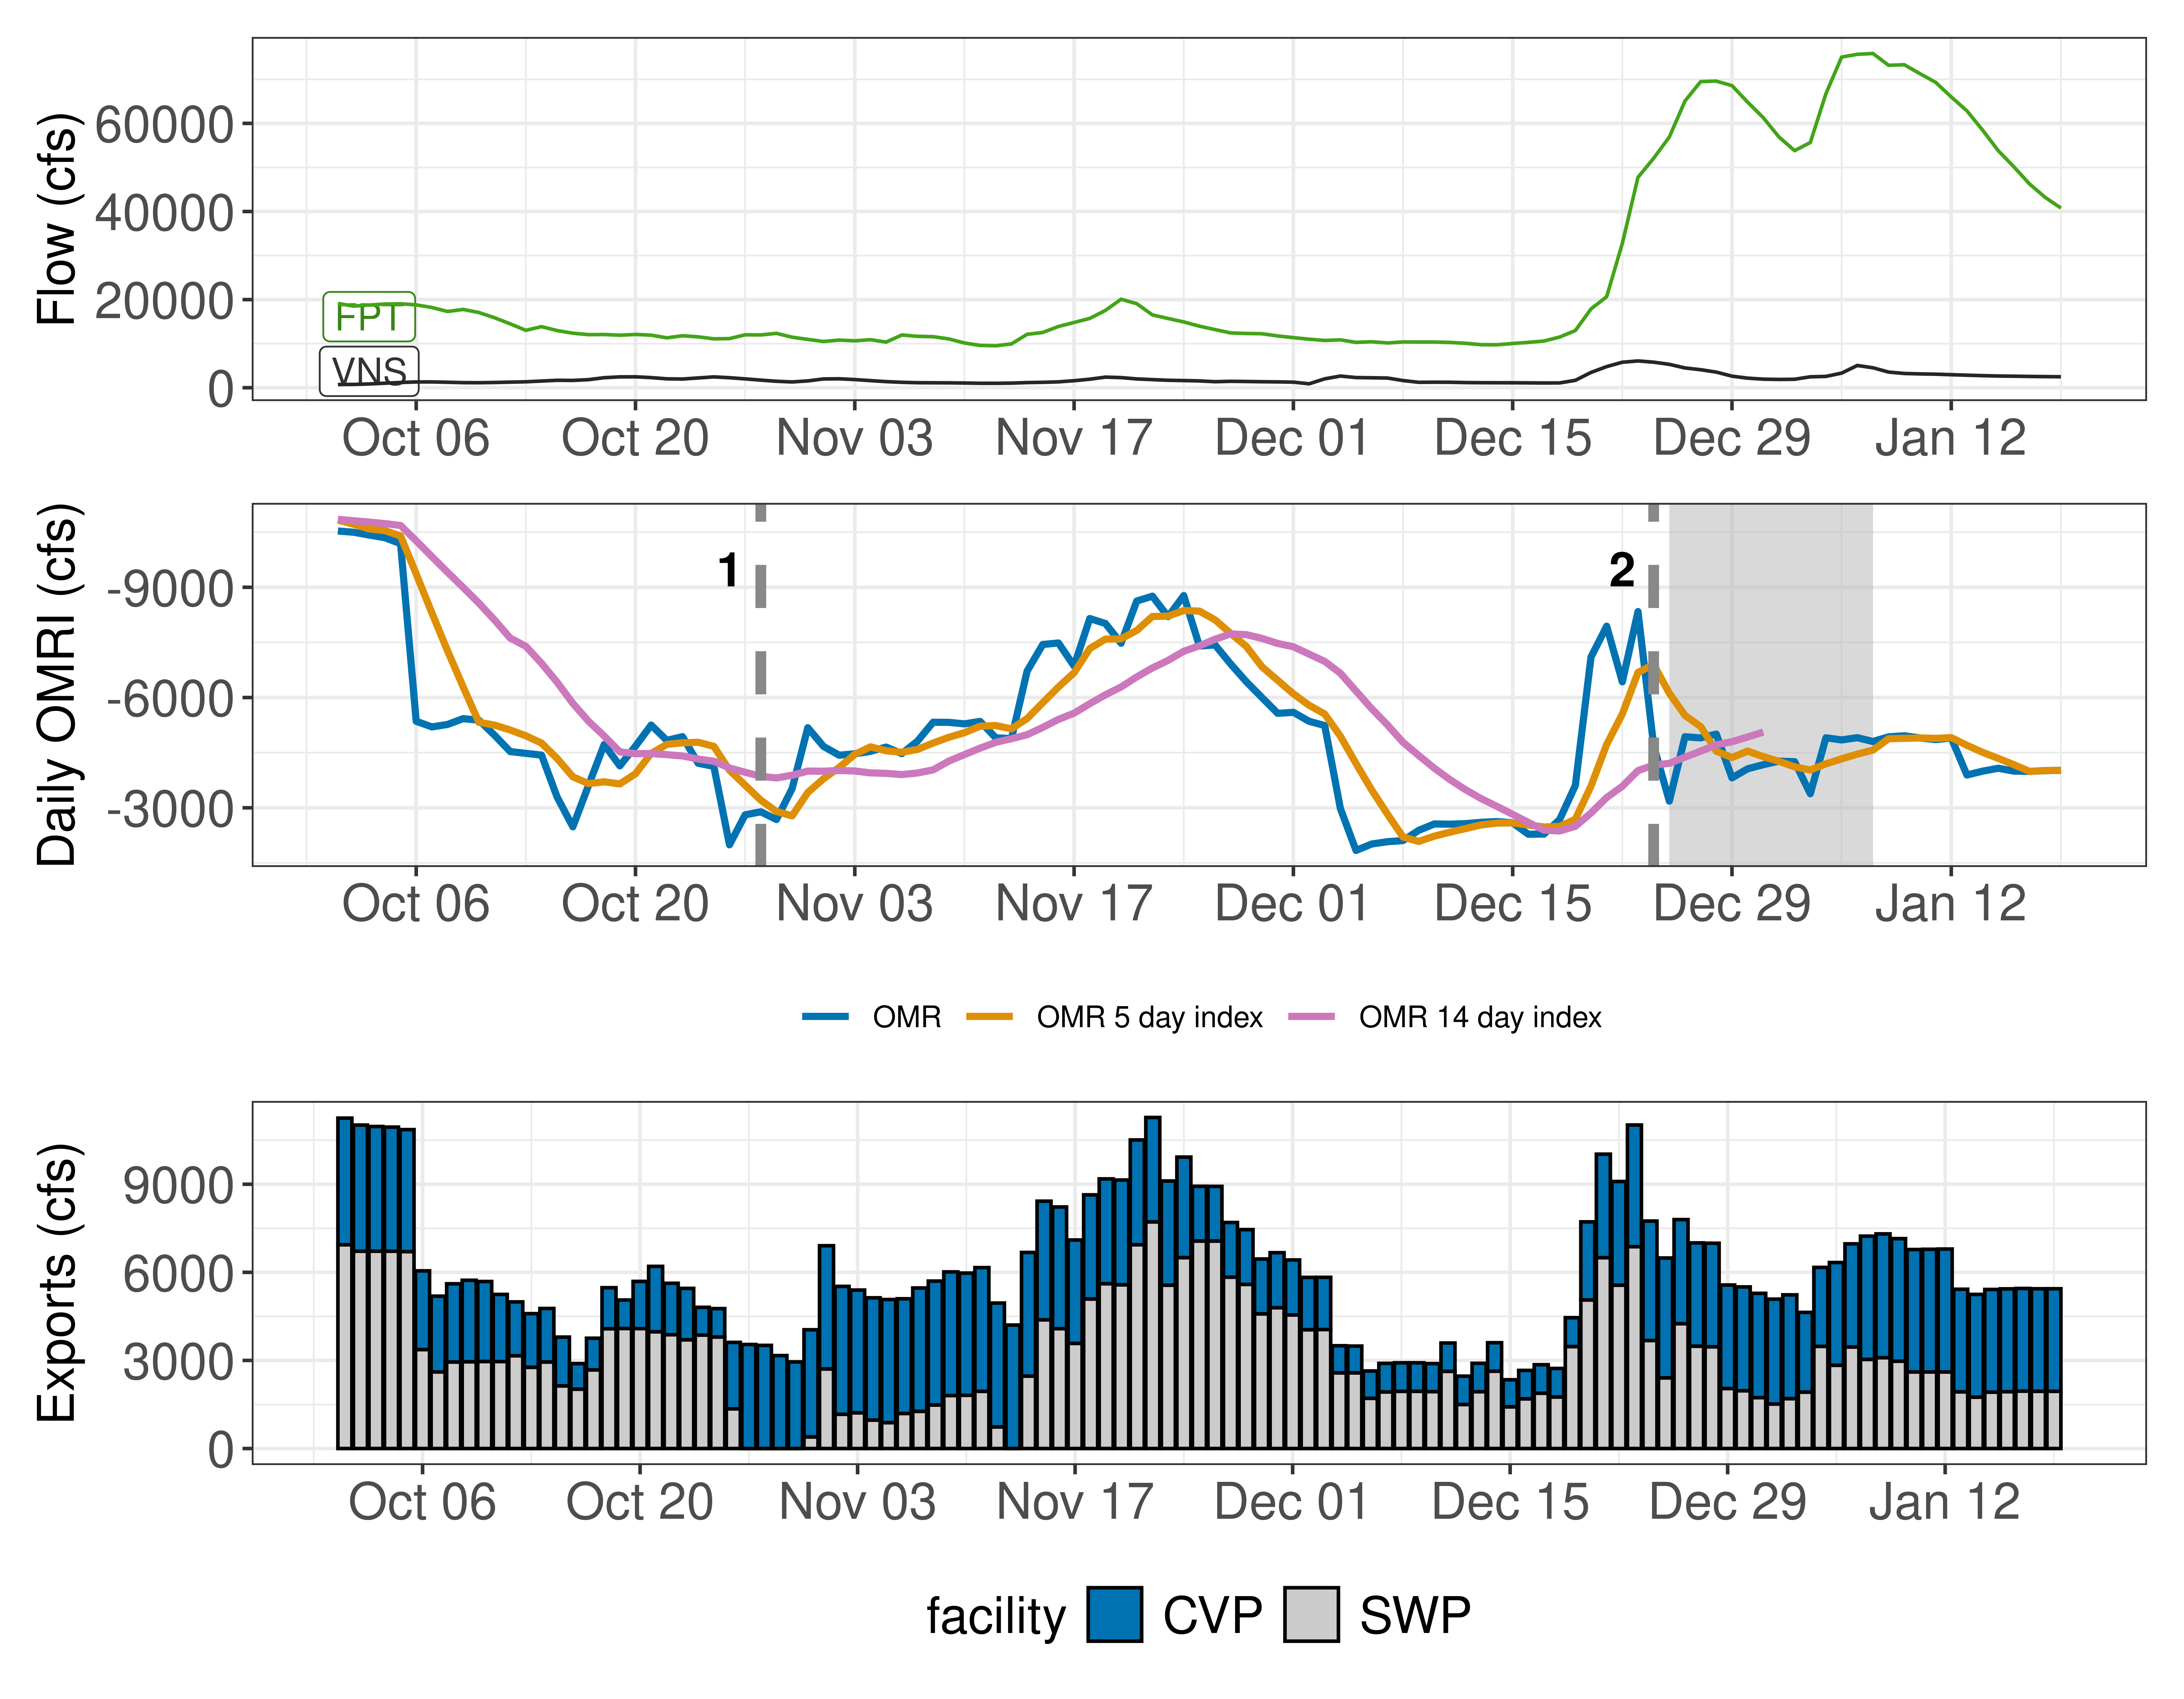 Flow (cfs)
60000
40000
20000
0
FPT
VNS
Oct 06 Oct 20 Nov 03 Nov 17 Dec 01 Dec 15 Dec 29 Jan 12
Daily OMRI (cfs)
-9000
-6000
-3000
1 2
Oct 06 Oct 20 Nov 03 Nov 17 Dec 01 Dec 15 Dec 29 Jan 12
OMR OMR 5 day index OMR 14 day index
Exports (cfs)
9000
6000
3000
0
Oct 06 Oct 20 Nov 03 Nov 17 Dec 01 Dec 15 Dec 29 Jan 12
facility CVP SWP